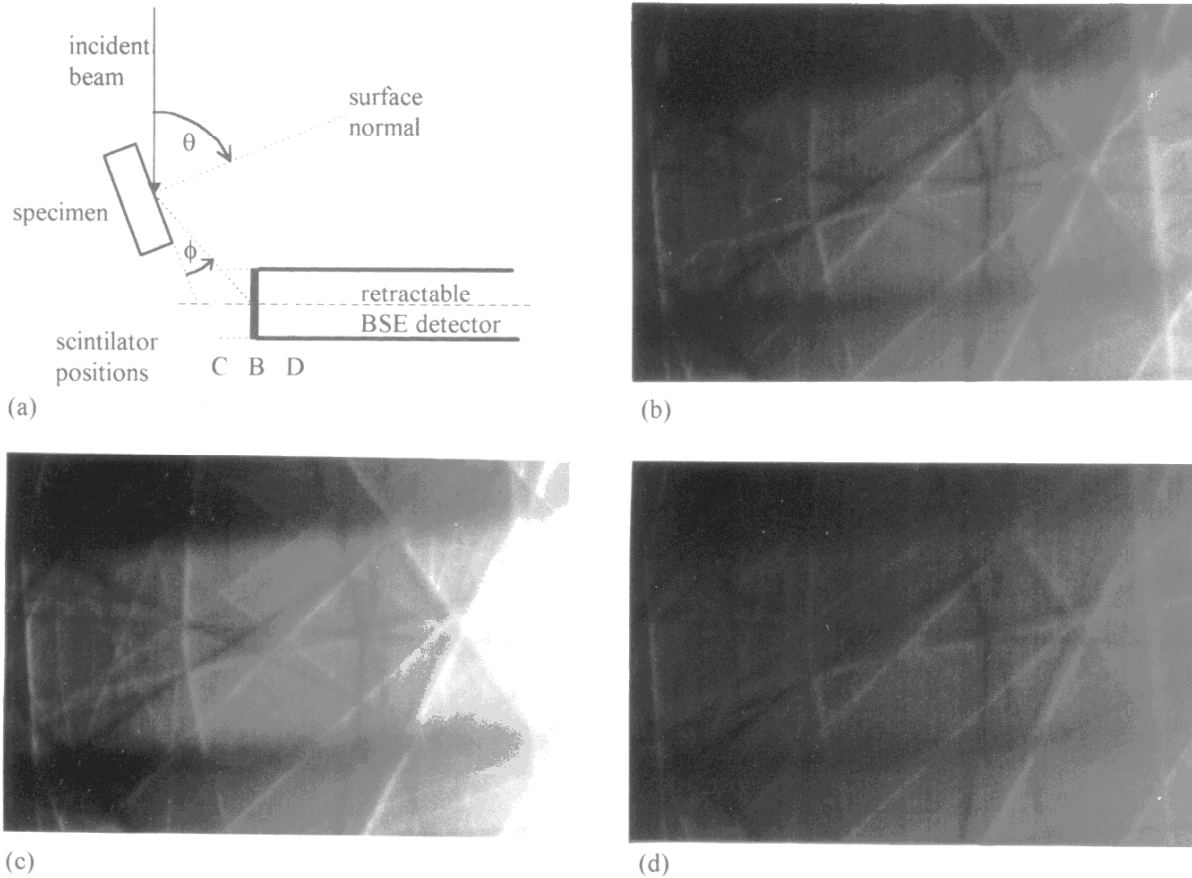 incident
beam
θ
surface
normal
specimen
ϕ
retractable
BSE detector
scintilator
positions
C B D
(a)
(b)
(c)
(d)